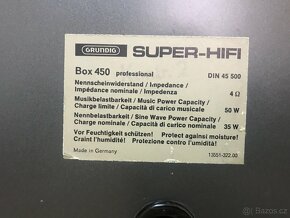 GRUNDIG SUPER-HIFI
Box 450 professional DIN 45 500
Nennscheinwiderstand / Impedance /
Impédance nominale / Impedenza 4 Ω
Musikbelastbarkeit / Music Power Capacity /
Charge limite / Capacità di carico musicale 50 W
Nennbelastbarkeit / Sine Wave Power Capacity /
Charge nominale / Capacità di carico nominale 35 W
Vor Feuchtigkeit schützen! Protect against moisture!
Craint l'humidité! Protezione contro l'umidità!
Made in Germany 13551-322.00
bazoš.cz